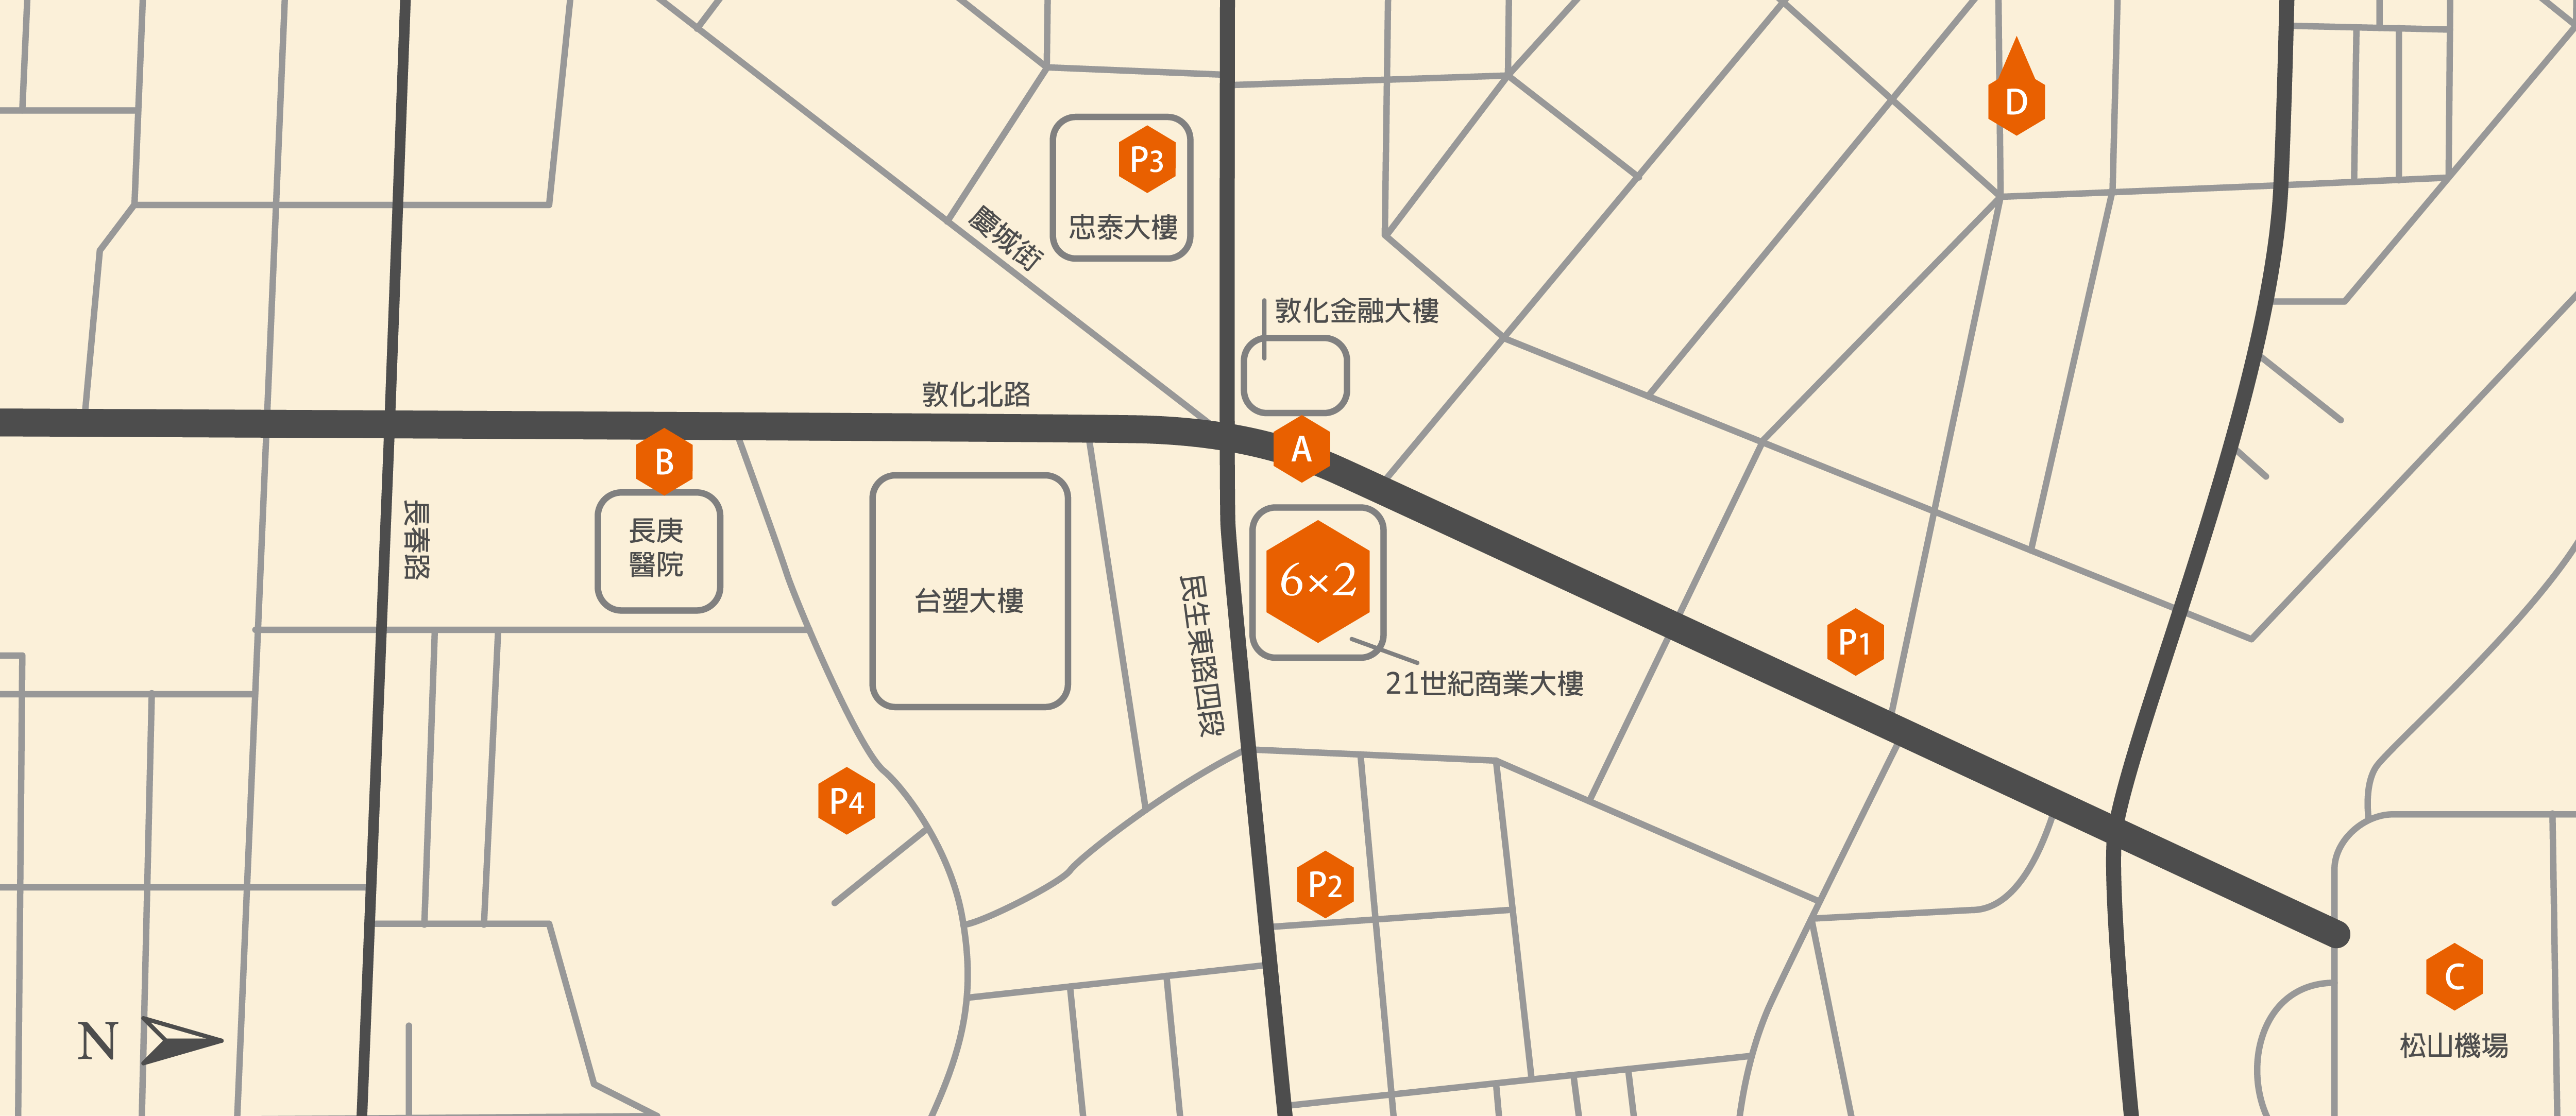 D
P3
忠泰大樓
慶城街
敦化金融大樓
敦化北路
A
B
長庚
醫院
長春路
台塑大樓
6×2
民生東路四段
21世紀商業大樓
P1
P4
P2
C
松山機場
N